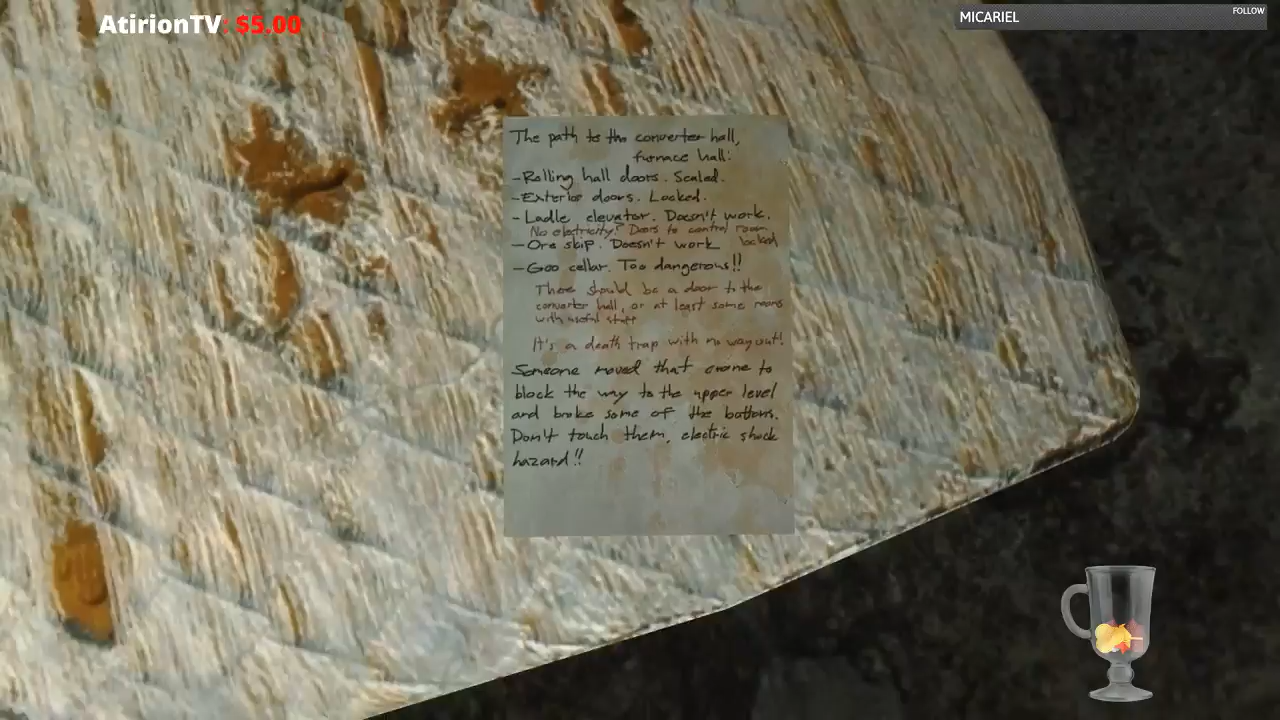 AtirionTV: $5.00
MICARIEL
FOLLOW
The path to the converter hall,
furnace hall:
-Rolling hall doors. Sealed.
-Exterior doors. Locked.
-Ladle elevator. Doesn't work.
No electricity? Doors to control room
locked
-Ore skip. Doesn't work
-Goo cellar. Too dangerous!!
There should be a door to the
converter hall, or at least some rooms
with useful stuff
It's a death trap with no way out!
Someone moved that crane to
block the way to the upper level
and broke some of the buttons.
Don't touch them, electric shock
hazard!!